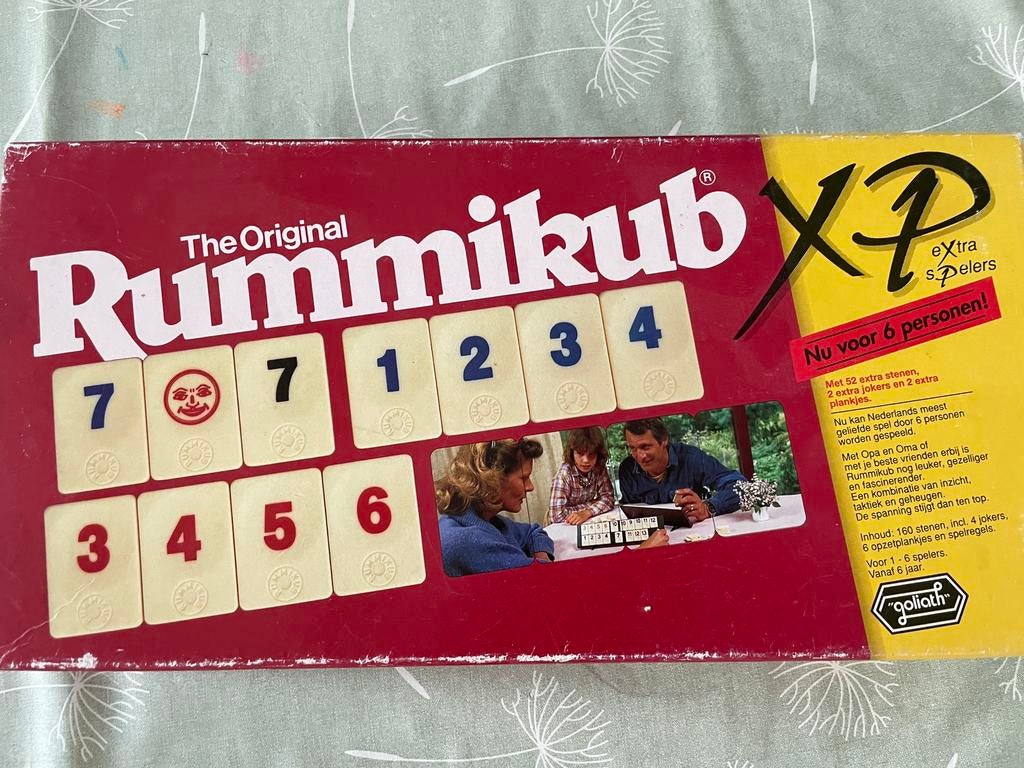 The Original
Rummikub®
XP
eXtra
sPelers
Nu voor 6 personen!
Met 52 extra stenen,
2 extra jokers en 2 extra
plankjes.
Nu kan Nederlands meest
geliefde spel door 6 personen
worden gespeeld.
Met Opa en Oma of
met je beste vrienden erbij is
Rummikub nog leuker, gezelliger
en fascinerender.
Een kombinatie van inzicht,
taktiek en geheugen.
De spanning stijgt dan ten top.
Inhoud: 160 stenen, incl. 4 jokers,
6 opzetplankjes en spelregels.
Voor 1 - 6 spelers.
Vanaf 6 jaar.
"goliath"
7 7 1 2 3 4
3 4 5 6